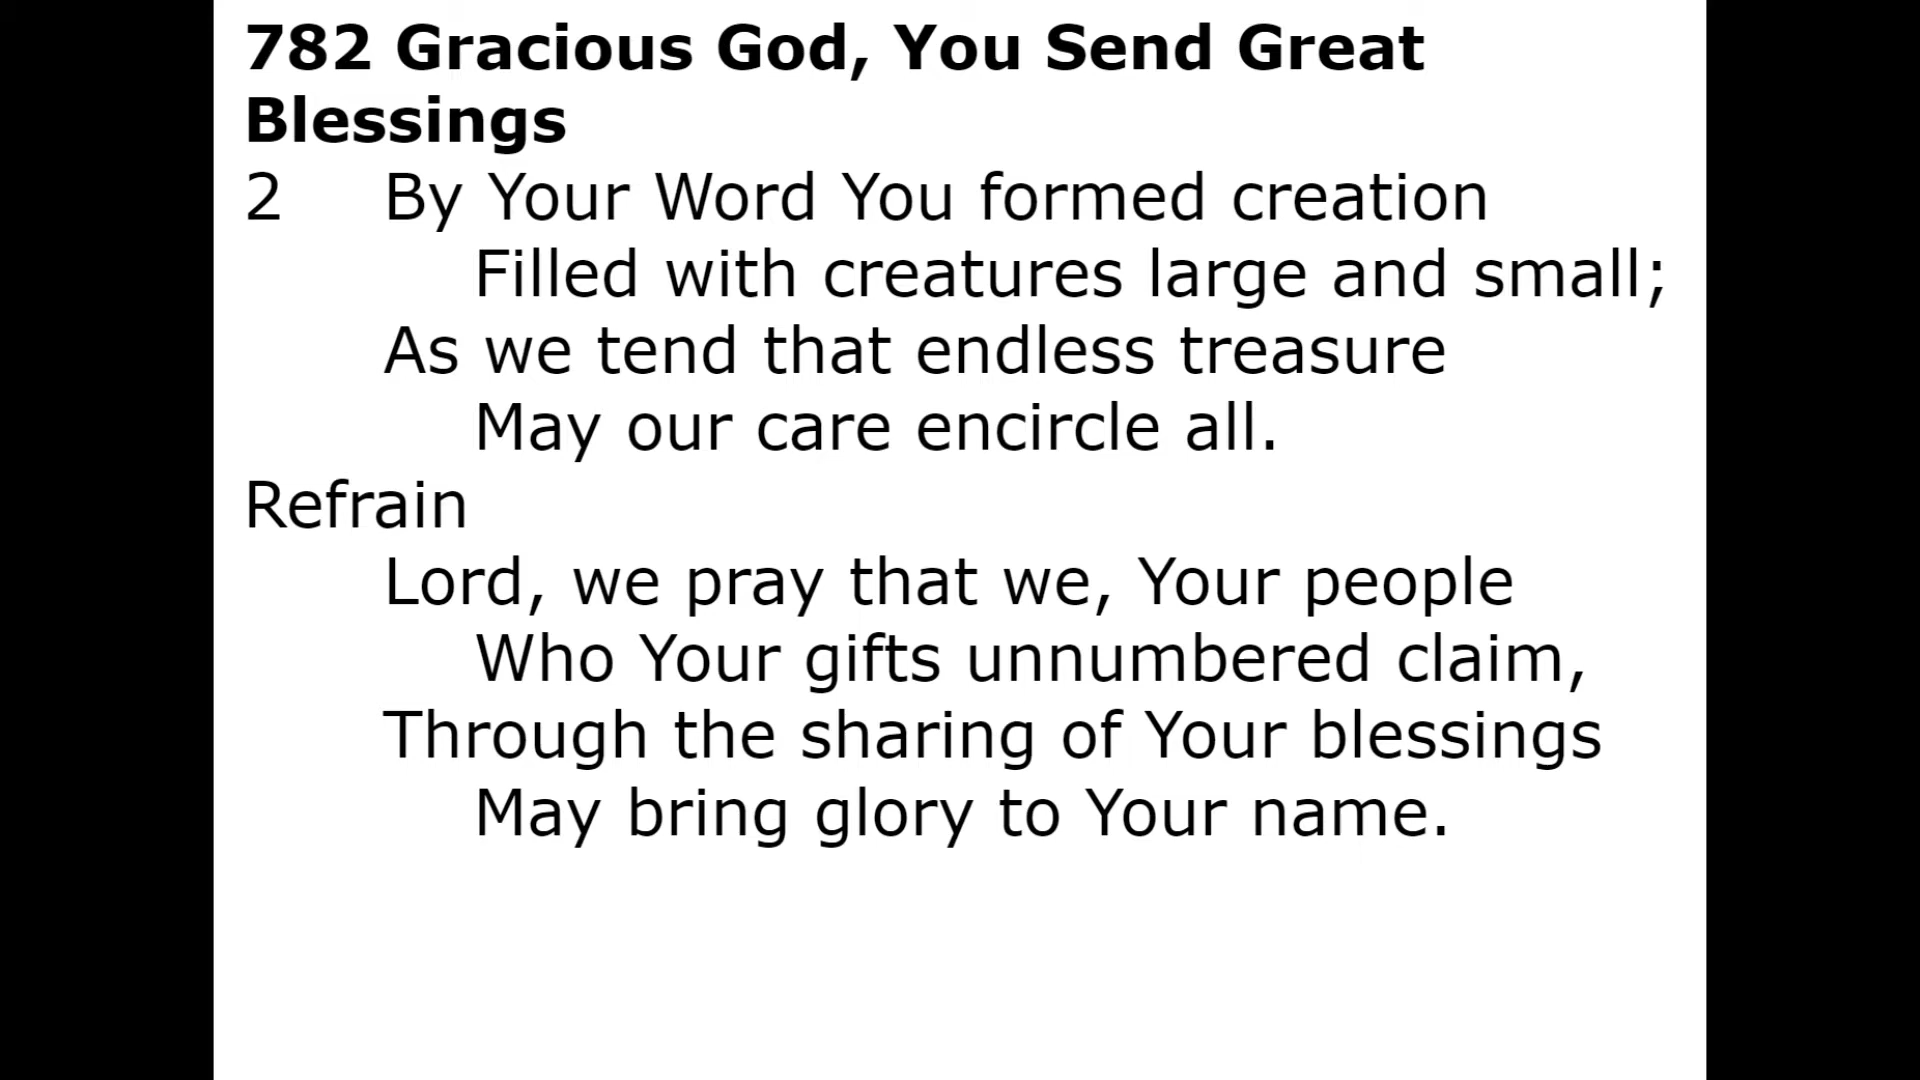 782 Gracious God, You Send Great
Blessings
2 By Your Word You formed creation
Filled with creatures large and small;
As we tend that endless treasure
May our care encircle all.
Refrain
Lord, we pray that we, Your people
Who Your gifts unnumbered claim,
Through the sharing of Your blessings
May bring glory to Your name.